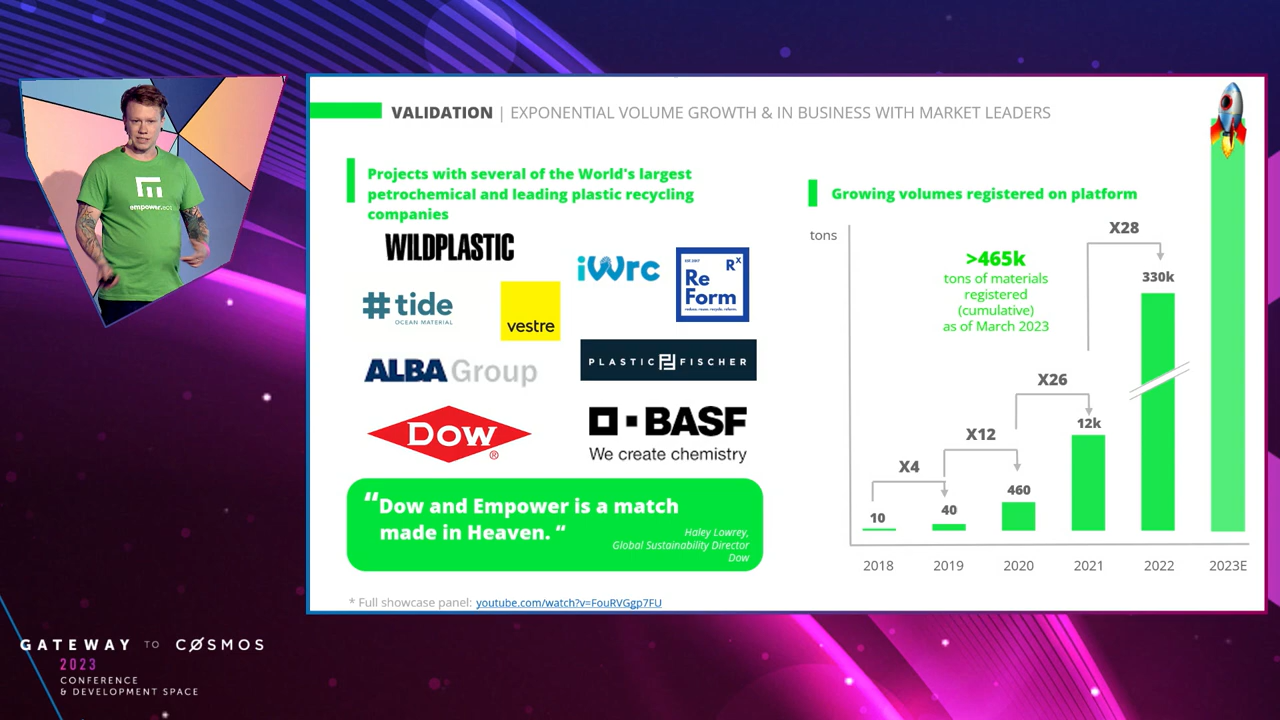 VALIDATION | EXPONENTIAL VOLUME GROWTH & IN BUSINESS WITH MARKET LEADERS
empower.eco
Projects with several of the World's largest
petrochemical and leading plastic recycling
companies
WILDPLASTIC
iWrc
Rx
Re
Form
#tide
OCEAN MATERIAL
vestre
ALBA Group
PLASTIC FISCHER
DOW
®
BASF
We create chemistry
“Dow and Empower is a match
made in Heaven. “
Haley Lowrey,
Global Sustainability Director
Dow
* Full showcase panel: youtube.com/watch?v=FouRVGgp7FU
Growing volumes registered on platform
tons
>465k
tons of materials
registered
(cumulative)
as of March 2023
X28
330k
X26
12k
X12
460
X4
40
10
2018 2019 2020 2021 2022 2023E
GATEWAY TO CØSMOS
2023
CONFERENCE
& DEVELOPMENT SPACE